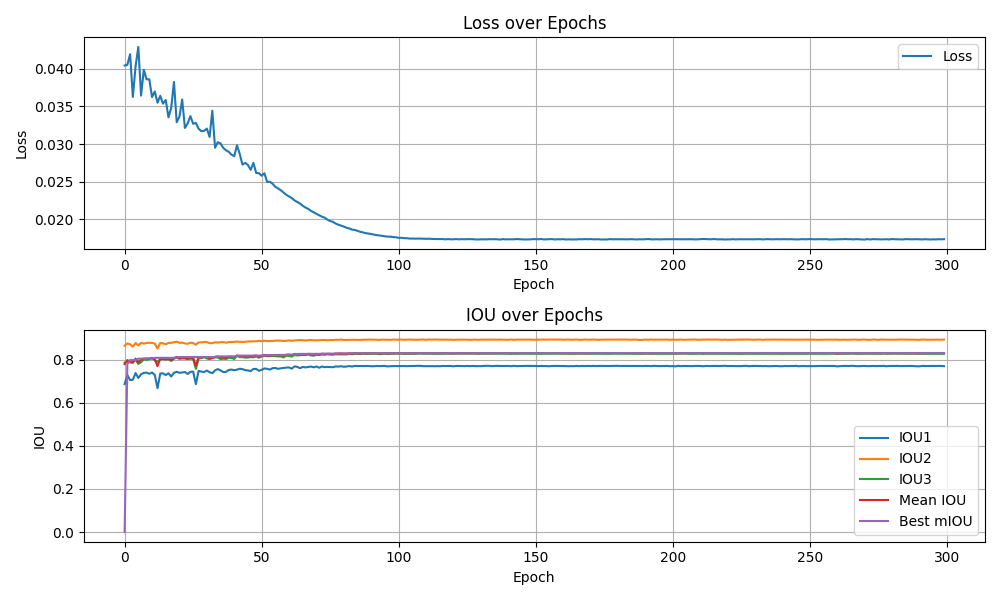 Loss over Epochs
0.040
0.035
0.030
0.025
0.020
Loss
Loss
0 50 100 150 200 250 300
Epoch
IOU over Epochs
0.8
0.6
0.4
0.2
0.0
IOU
IOU1
IOU2
IOU3
Mean IOU
Best mIOU
0 50 100 150 200 250 300
Epoch